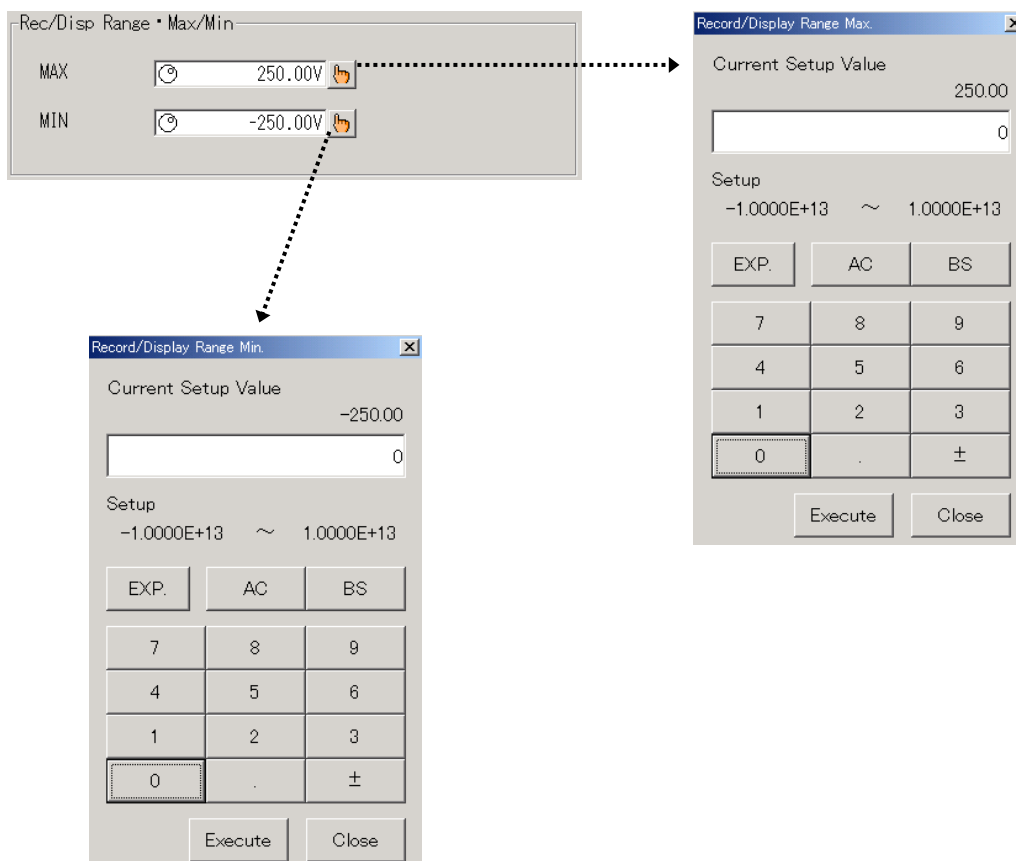 Rec/Disp Range・Max/Min
MAX 250.00V
MIN -250.00V
Record/Display Range Max.
Current Setup Value
250.00
0
Setup
-1.0000E+13 ～ 1.0000E+13
EXP. AC BS
7 8 9
4 5 6
1 2 3
0 . ±
Execute Close
Record/Display Range Min.
Current Setup Value
-250.00
0
Setup
-1.0000E+13 ～ 1.0000E+13
EXP. AC BS
7 8 9
4 5 6
1 2 3
0 . ±
Execute Close